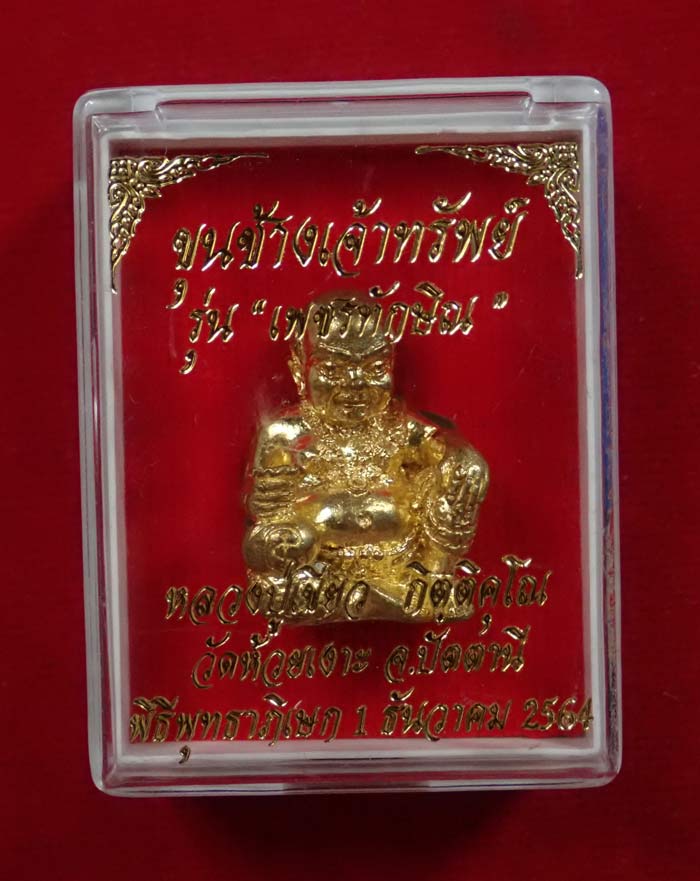 ขุนช้างเจ้าทรัพย์
รุ่น "เพชรทักษิณ"
หลวงปู่เขียว กิตฺติคุโณ
วัดห้วยเงาะ จ.ปัตตานี
พิธีพุทธาภิเษก 1 ธันวาคม 2564